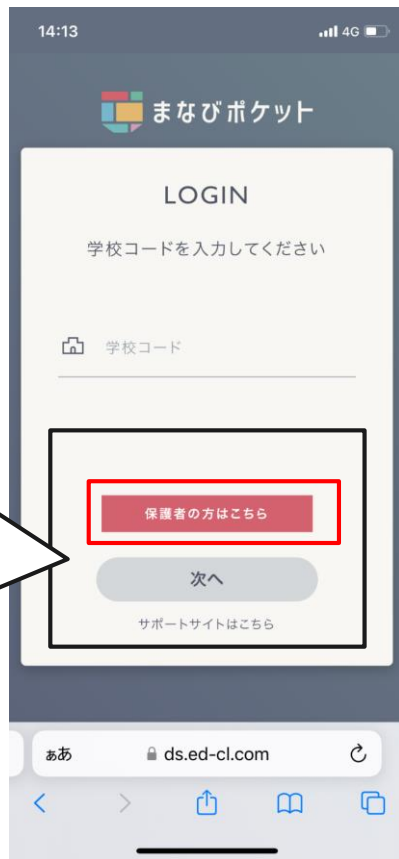 14:13
4G
まなびポケット
LOGIN
学校コードを入力してください
学校コード
保護者の方はこちら
次へ
サポートサイトはこちら
ぁあ
ds.ed-cl.com